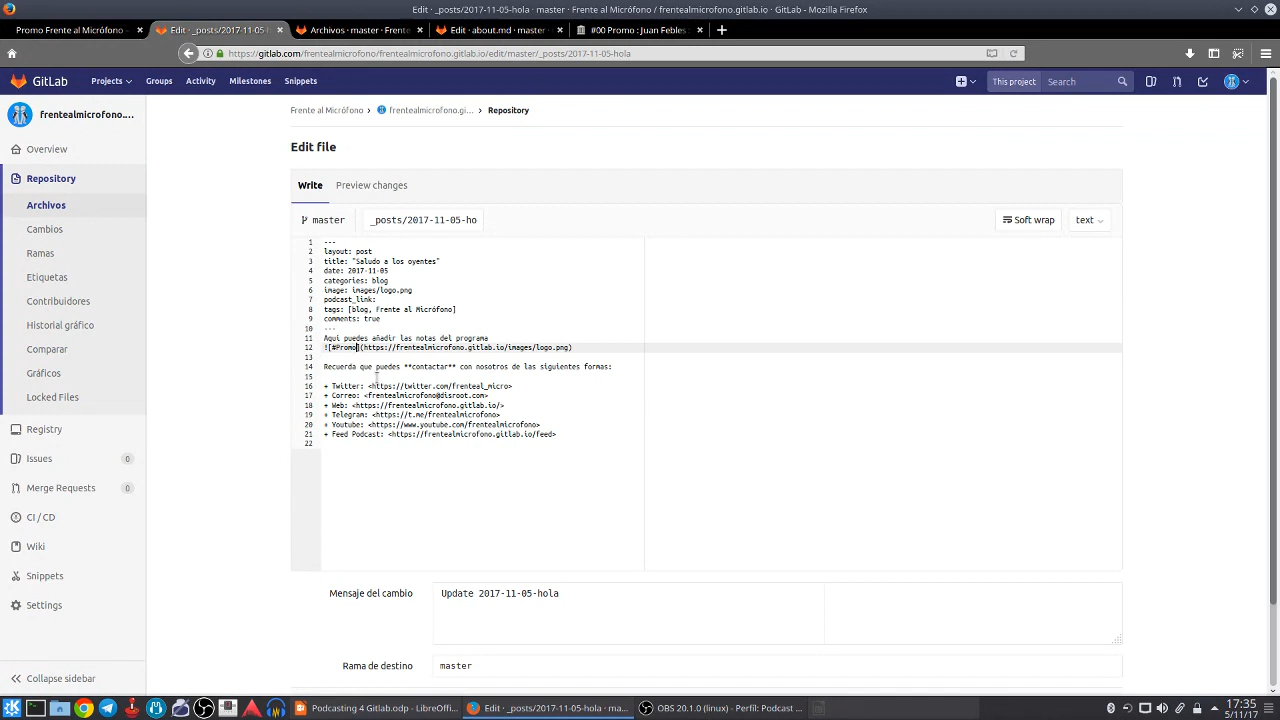 Edit · _posts/2017-11-05-hola · master · Frente al Micrófono / frentealmicrofono.gitlab.io · GitLab - Mozilla Firefox
Promo Frente al Micrófono ×
Edit · _posts/2017-11-05 ×
Archivos · master · Frente ×
Edit · about.md · master · ×
#00 Promo : Juan Febles ×
https://gitlab.com/frentealmicrofono/frentealmicrofono.gitlab.io/edit/master/_posts/2017-11-05-hola
GitLab Projects Groups Activity Milestones Snippets This project Search
frentealmicrofono....
Overview
Repository
Archivos
Cambios
Ramas
Etiquetas
Contribuidores
Historial gráfico
Comparar
Gráficos
Locked Files
Registry
Issues 0
Merge Requests 0
CI / CD
Wiki
Snippets
Settings
Collapse sidebar
Frente al Micrófono > frentealmicrofono.gi... > Repository
Edit file
Write Preview changes
master _posts/2017-11-05-ho Soft wrap text
1 ---
2 layout: post
3 title: "Saludo a los oyentes"
4 date: 2017-11-05
5 categories: blog
6 image: images/logo.png
7 podcast_link:
8 tags: [blog, Frente al Micrófono]
9 comments: true
10 ---
11 Aqui puedes añadir las notas del programa
12 ![#Promo](https://frentealmicrofono.gitlab.io/images/logo.png)
13
14 Recuerda que puedes **contactar** con nosotros de las siguientes formas:
15
16 + Twitter: <https://twitter.com/frenteal_micro>
17 + Correo: <frentealmicrofono@disroot.com>
18 + Web: <https://frentealmicrofono.gitlab.io/>
19 + Telegram: <https://t.me/frentealmicrofono>
20 + Youtube: <https://www.youtube.com/frentealmicrofono>
21 + Feed Podcast: <https://frentealmicrofono.gitlab.io/feed>
22
Mensaje del cambio Update 2017-11-05-hola
Rama de destino master
Podcasting 4 Gitlab.odp - LibreOffi...
Edit · _posts/2017-11-05-hola · ma...
OBS 20.1.0 (linux) - Perfil: Podcast ...
17:35
5/11/17